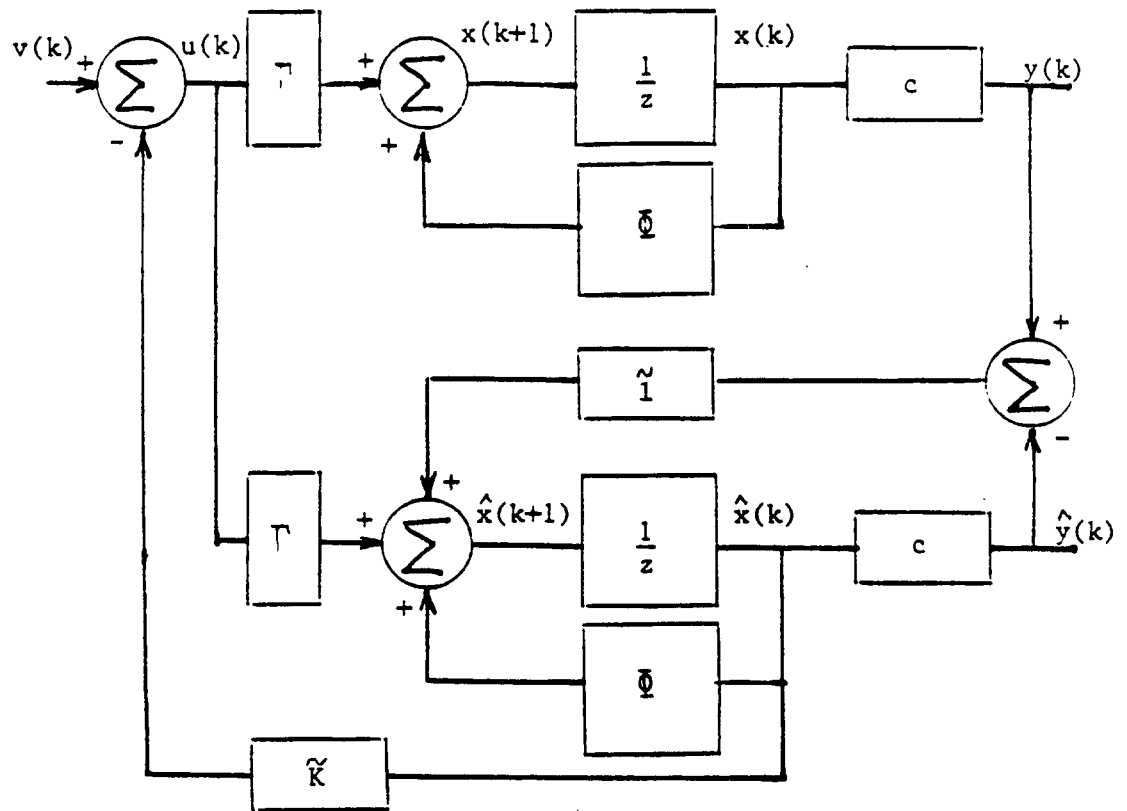 v(k)
+
Σ
-
u(k)
Γ
+
+
Σ
x(k+1)
1
z
x(k)
c
y(k)
Φ
+
Σ
-
l̃
+
Γ
+
+
Σ
x̂(k+1)
1
z
x̂(k)
c
ŷ(k)
Φ
K̃